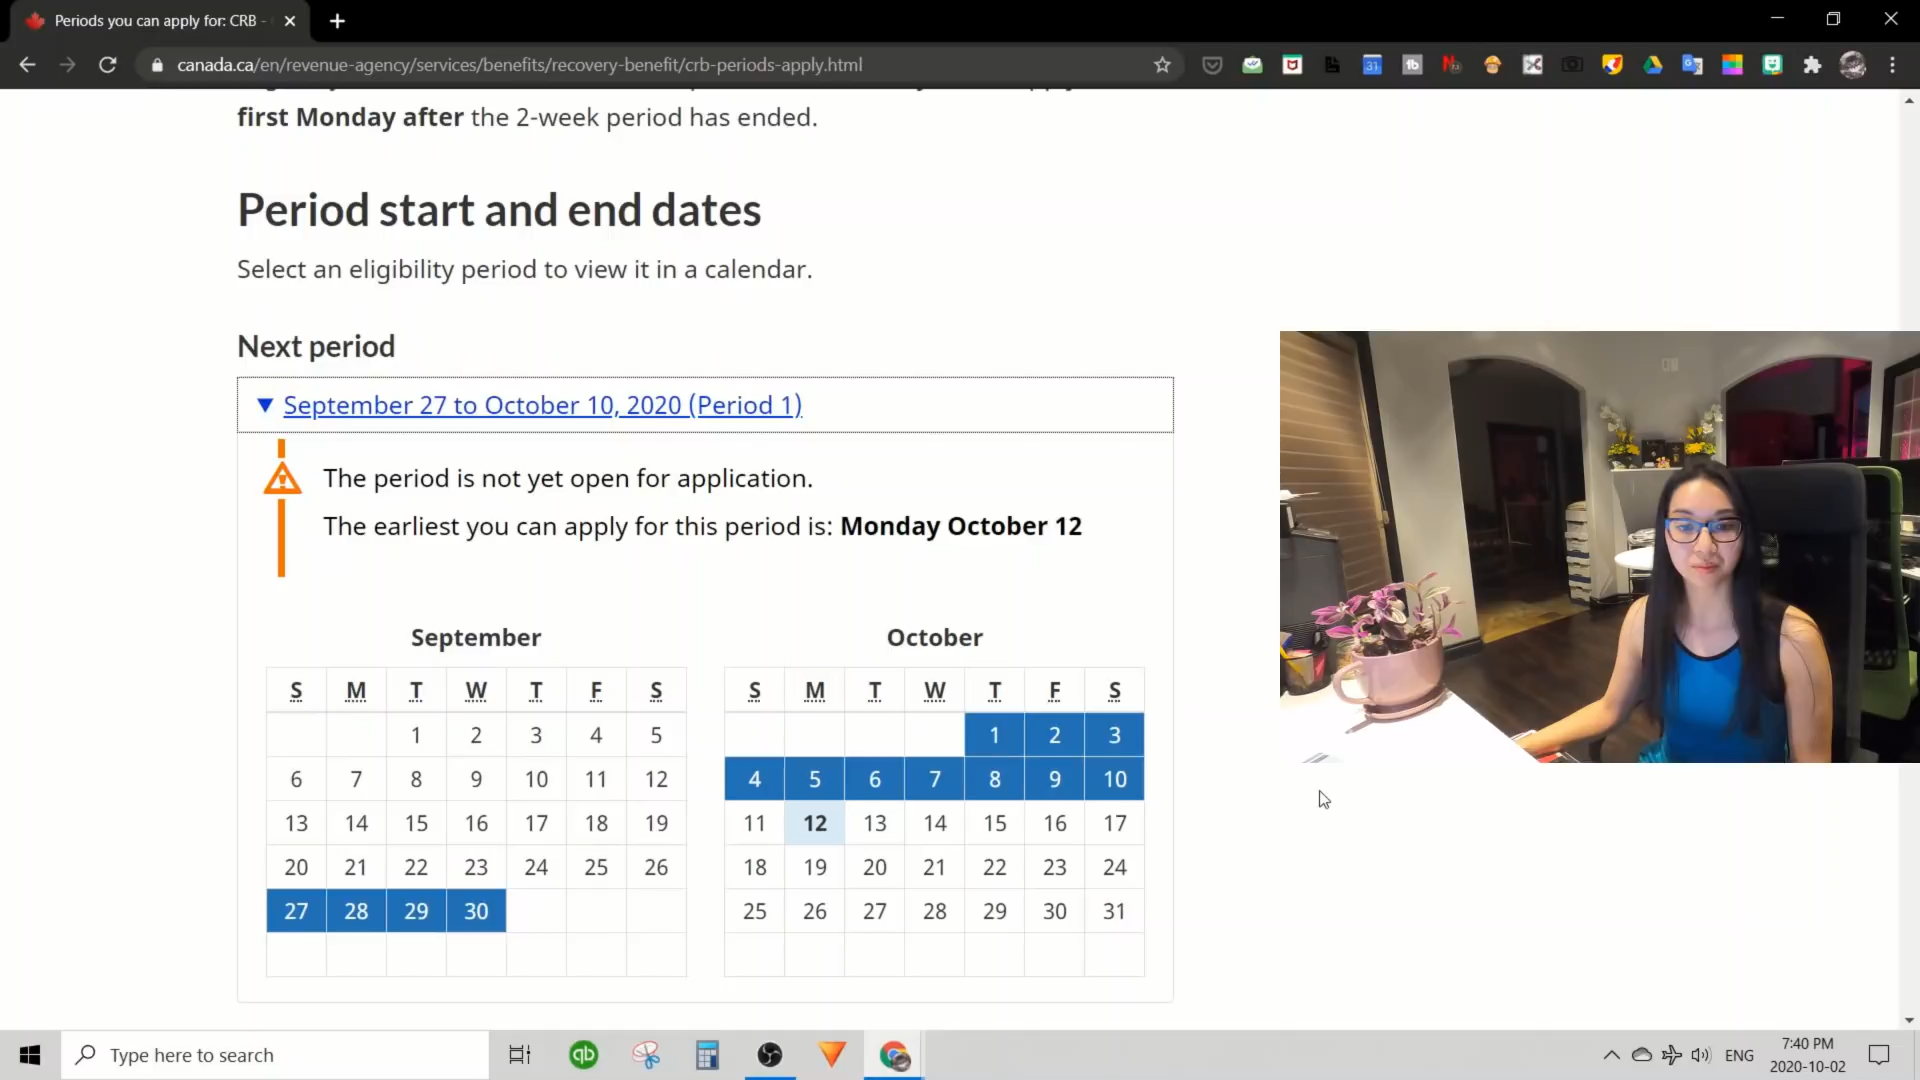 Periods you can apply for: CRB -
canada.ca/en/revenue-agency/services/benefits/recovery-benefit/crb-periods-apply.html
first Monday after the 2-week period has ended.
Period start and end dates
Select an eligibility period to view it in a calendar.
Next period
September 27 to October 10, 2020 (Period 1)
The period is not yet open for application.
The earliest you can apply for this period is: Monday October 12
September
S M T W T F S
1 2 3 4 5
6 7 8 9 10 11 12
13 14 15 16 17 18 19
20 21 22 23 24 25 26
27 28 29 30
October
S M T W T F S
1 2 3
4 5 6 7 8 9 10
11 12 13 14 15 16 17
18 19 20 21 22 23 24
25 26 27 28 29 30 31
Type here to search
qb
ENG
7:40 PM
2020-10-02